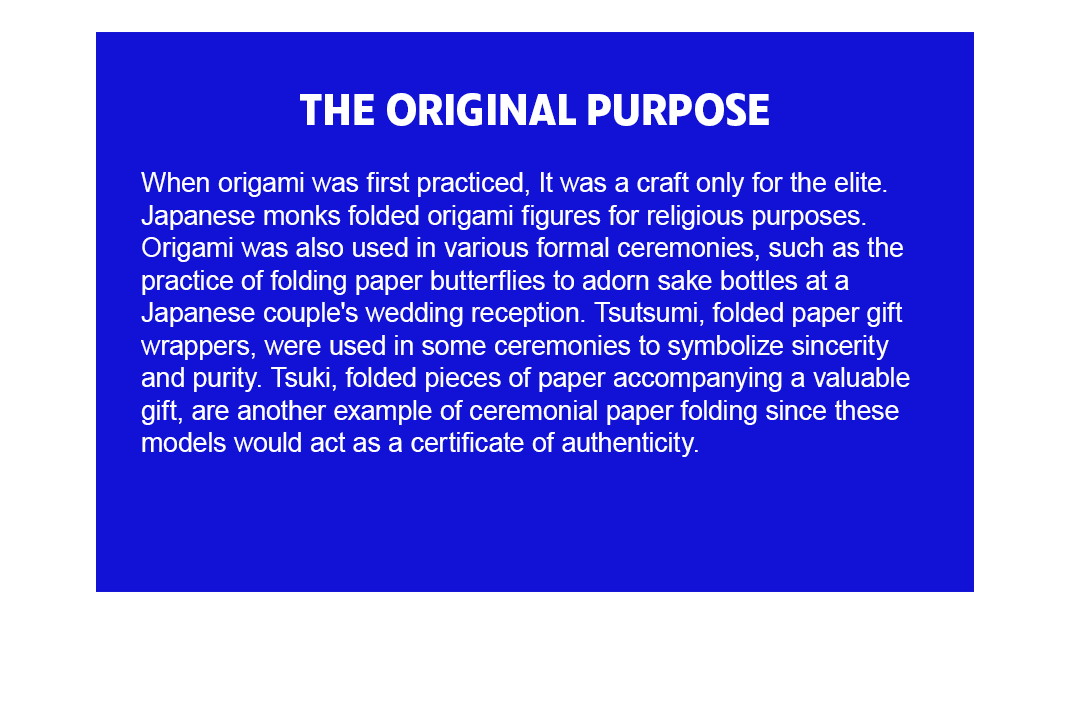 THE ORIGINAL PURPOSE
When origami was first practiced, It was a craft only for the elite.
Japanese monks folded origami figures for religious purposes.
Origami was also used in various formal ceremonies, such as the
practice of folding paper butterflies to adorn sake bottles at a
Japanese couple's wedding reception. Tsutsumi, folded paper gift
wrappers, were used in some ceremonies to symbolize sincerity
and purity. Tsuki, folded pieces of paper accompanying a valuable
gift, are another example of ceremonial paper folding since these
models would act as a certificate of authenticity.